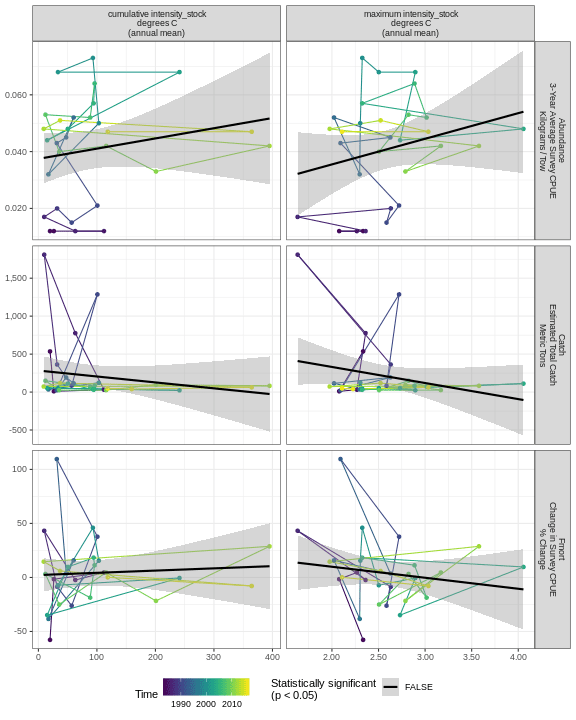 cumulative intensity_stock
degrees C
(annual mean)
maximum intensity_stock
degrees C
(annual mean)
0.060
0.040
0.020
Abundance
3-Year Average Survey CPUE
Kilograms / Tow
1,500
1,000
500
0
-500
Catch
Estimated Total Catch
Metric Tons
100
50
0
-50
Fmort
Change in Survey CPUE
% Change
0 100 200 300 400
2.00 2.50 3.00 3.50 4.00
Time
1990 2000 2010
Statistically significant
(p < 0.05)
FALSE